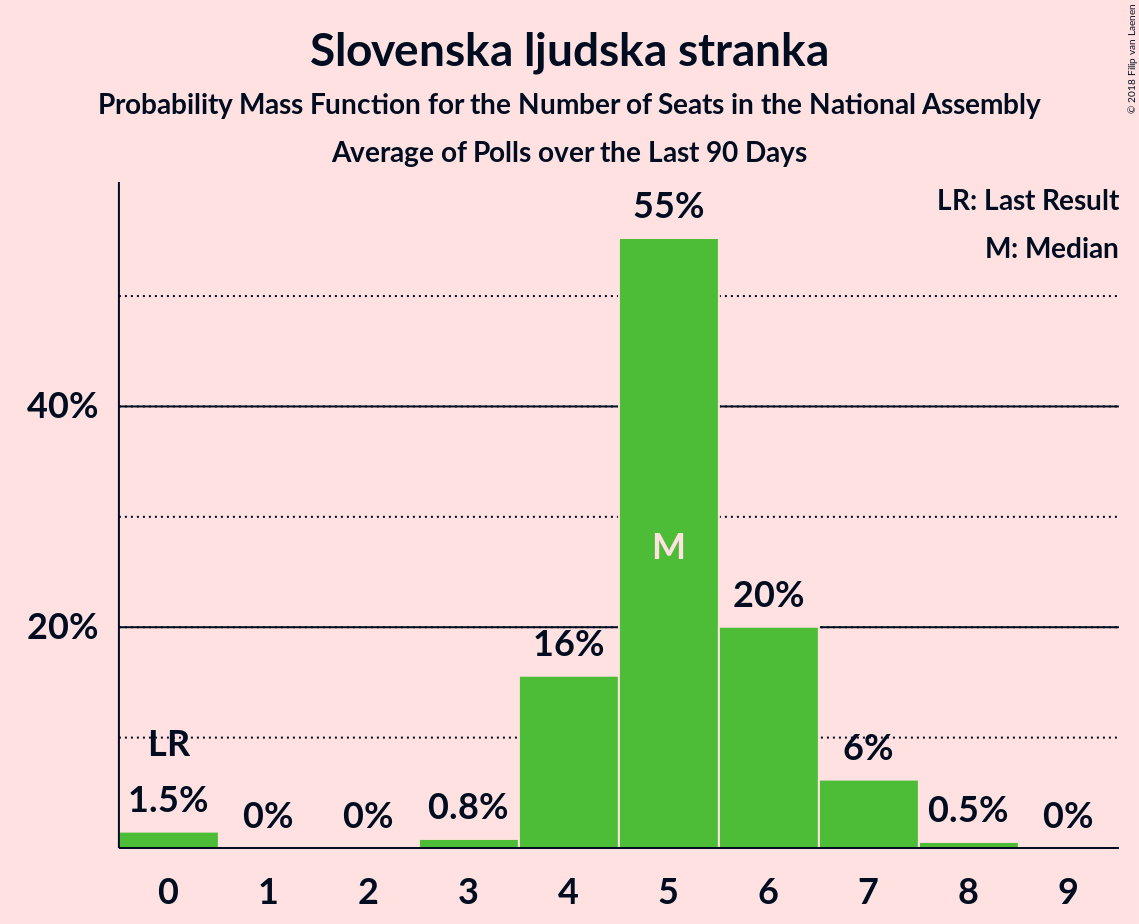 Slovenska ljudska stranka
Probability Mass Function for the Number of Seats in the National Assembly
Average of Polls over the Last 90 Days
© 2018 Filip van Laenen
LR: Last Result
M: Median
55%
40%
M
20%
20%
16%
LR
6%
1.5%
0%
0%
0.8%
0.5%
0%
0 1 2 3 4 5 6 7 8 9